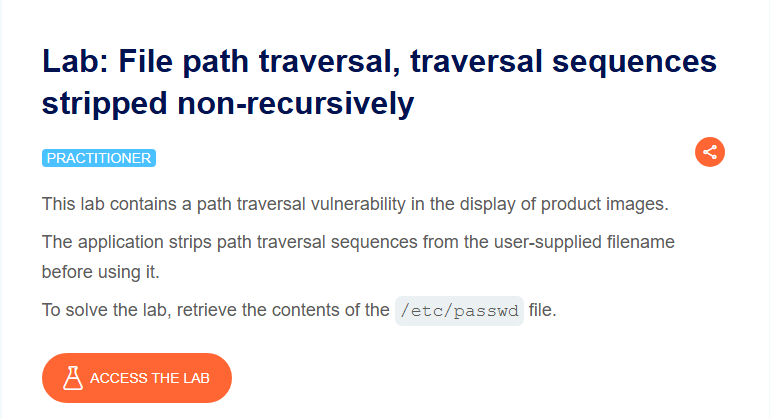 Lab: File path traversal, traversal sequences
stripped non-recursively
PRACTITIONER
This lab contains a path traversal vulnerability in the display of product images.
The application strips path traversal sequences from the user-supplied filename
before using it.
To solve the lab, retrieve the contents of the /etc/passwd file.
ACCESS THE LAB